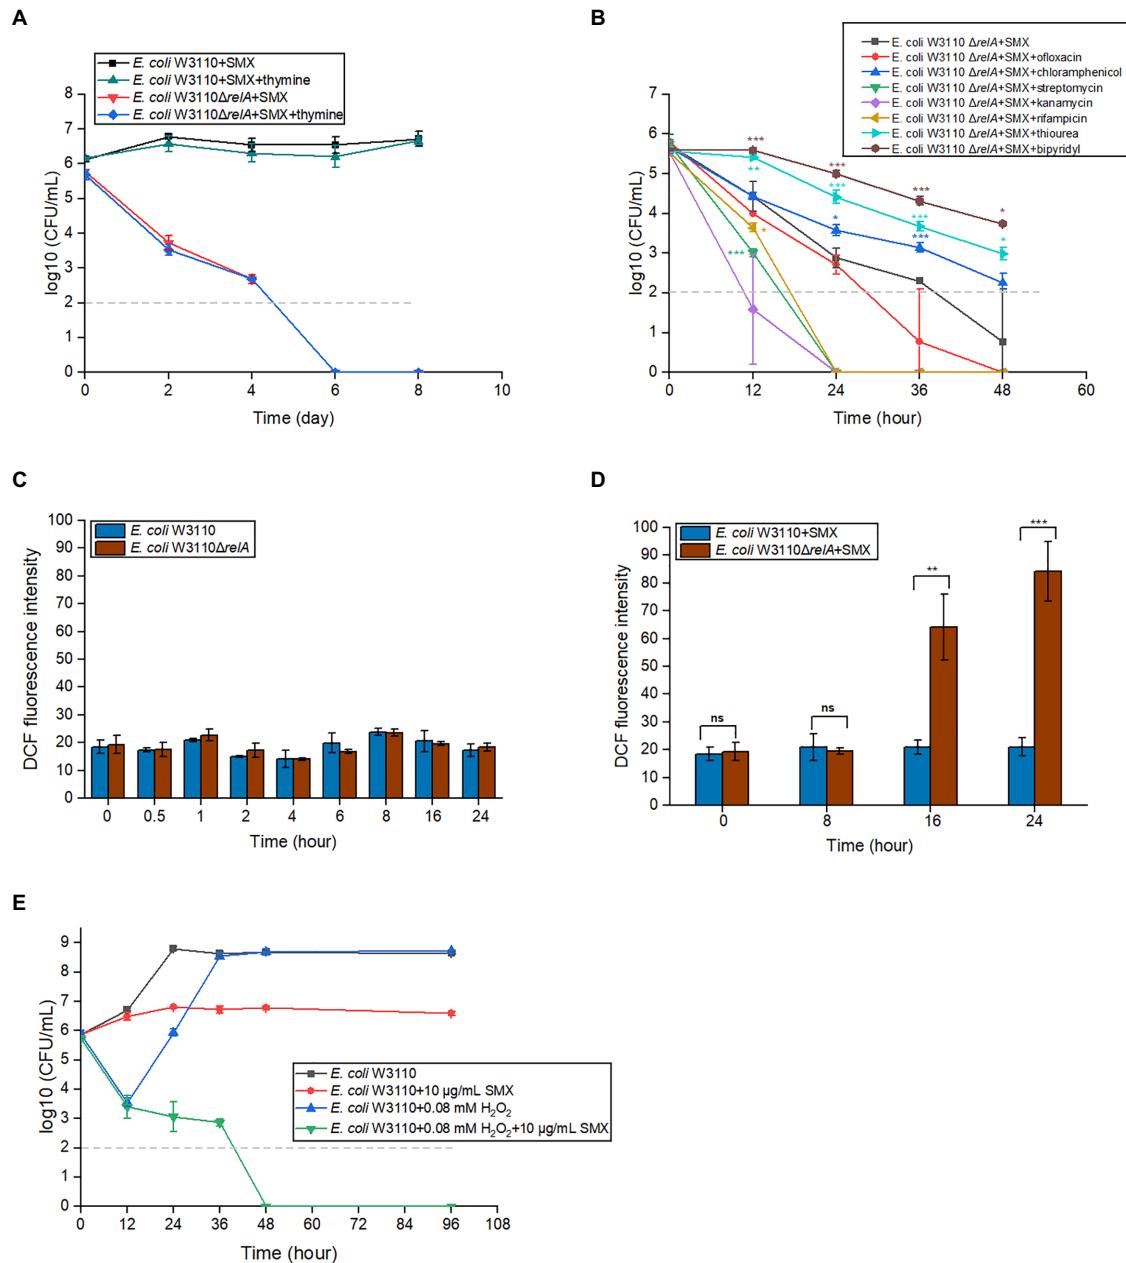 A
E. coli W3110+SMX
E. coli W3110+SMX+thymine
E. coli W3110ΔrelA+SMX
E. coli W3110ΔrelA+SMX+thymine
log10 (CFU/mL)
8
7
6
5
4
3
2
1
0
0 2 4 6 8 10
Time (day)
B
E. coli W3110 ΔrelA+SMX
E. coli W3110 ΔrelA+SMX+ofloxacin
E. coli W3110 ΔrelA+SMX+chloramphenicol
E. coli W3110 ΔrelA+SMX+streptomycin
E. coli W3110 ΔrelA+SMX+kanamycin
E. coli W3110 ΔrelA+SMX+rifampicin
E. coli W3110 ΔrelA+SMX+thiourea
E. coli W3110 ΔrelA+SMX+bipyridyl
log10 (CFU/mL)
7
6
5
4
3
2
1
0
*** ** *** * 
*** *** *
*** *** *
* ***
0 12 24 36 48 60
Time (hour)
C
E. coli W3110
E. coli W3110ΔrelA
DCF fluorescence intensity
100
90
80
70
60
50
40
30
20
10
0
0 0.5 1 2 4 6 8 16 24
Time (hour)
D
E. coli W3110+SMX
E. coli W3110ΔrelA+SMX
DCF fluorescence intensity
100
90
80
70
60
50
40
30
20
10
0
ns ns ** ***
0 8 16 24
Time (hour)
E
E. coli W3110
E. coli W3110+10 µg/mL SMX
E. coli W3110+0.08 mM H₂O₂
E. coli W3110+0.08 mM H₂O₂+10 µg/mL SMX
log10 (CFU/mL)
9
8
7
6
5
4
3
2
1
0
0 12 24 36 48 60 72 84 96 108
Time (hour)